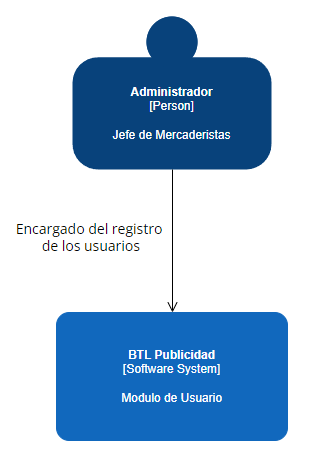 Administrador
[Person]
Jefe de Mercaderistas
Encargado del registro
de los usuarios
BTL Publicidad
[Software System]
Modulo de Usuario